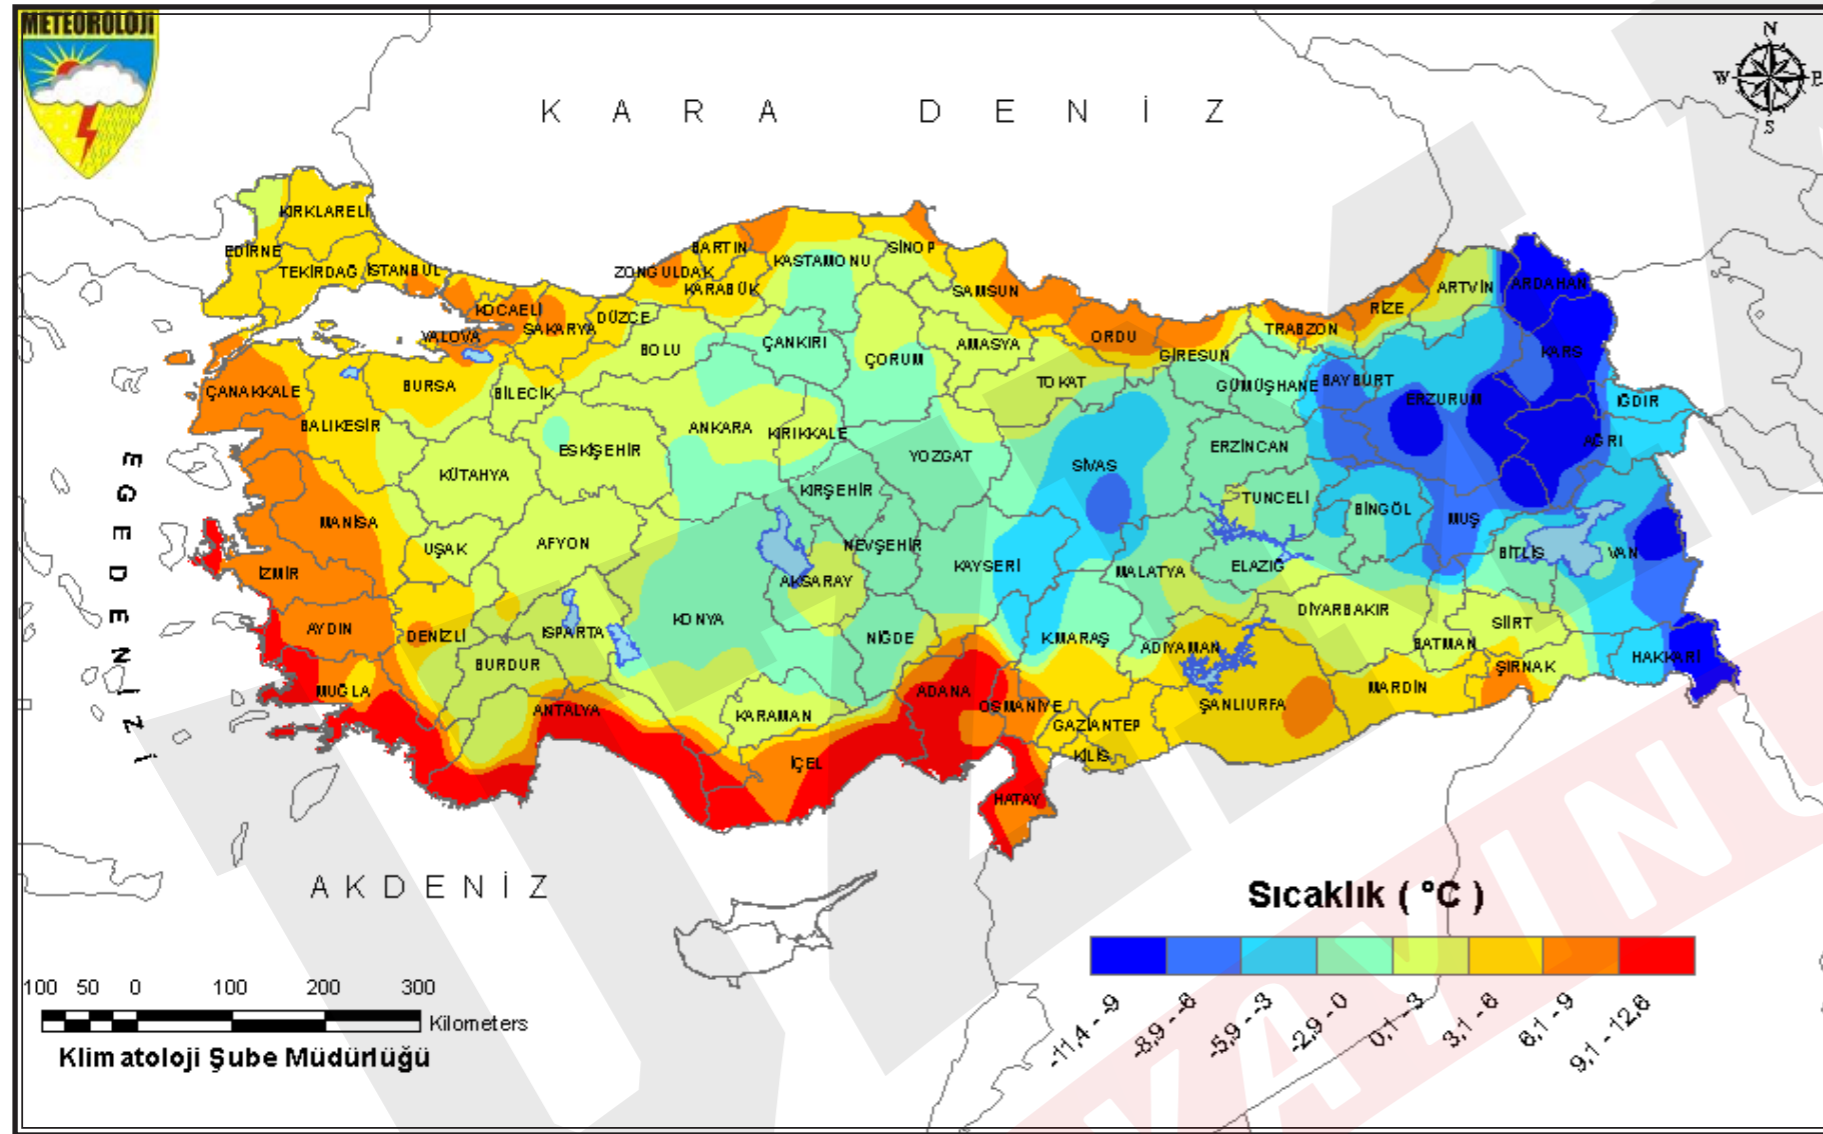 METEOROLOJİ
N
W
E
S
KARA DENİZ
KIRKLARELİ
EDİRNE
TEKİRDAĞ
İSTANBUL
KOCAELİ
YALOVA
SAKARYA
DÜZCE
ZONGULDAK
BARTIN
KARABÜK
KASTAMONU
SİNOP
SAMSUN
ORDU
GİRESUN
TRABZON
RİZE
ARTVİN
ARDAHAN
KARS
IĞDIR
AĞRI
ERZURUM
BAYBURT
GÜMÜŞHANE
TOKAT
AMASYA
ÇORUM
ÇANKIRI
BOLU
BİLECİK
BURSA
BALIKESİR
ÇANAKKALE
KÜTAHYA
ESKİŞEHİR
ANKARA
KIRIKKALE
YOZGAT
SİVAS
ERZİNCAN
TUNCELİ
BİNGÖL
MUŞ
BİTLİS
VAN
ELAZIĞ
MALATYA
KAYSERİ
NEVŞEHİR
KIRŞEHİR
AKSARAY
KONYA
AFYON
UŞAK
MANİSA
İZMİR
AYDIN
DENİZLİ
ISPARTA
BURDUR
MUĞLA
ANTALYA
KARAMAN
NİĞDE
İÇEL
ADANA
OSMANİYE
K.MARAŞ
ADIYAMAN
DİYARBAKIR
BATMAN
SİİRT
ŞIRNAK
HAKKARİ
MARDİN
ŞANLIURFA
GAZİANTEP
KİLİS
HATAY
EGE DENİZİ
AKDENİZ
Sıcaklık ( °C )
-11,4 - -9
-8,9 - -6
-5,9 - -3
-2,9 - 0
0,1 - 3
3,1 - 6
6,1 - 9
9,1 - 12,6
100 50 0 100 200 300
Kilometers
Klimatoloji Şube Müdürlüğü